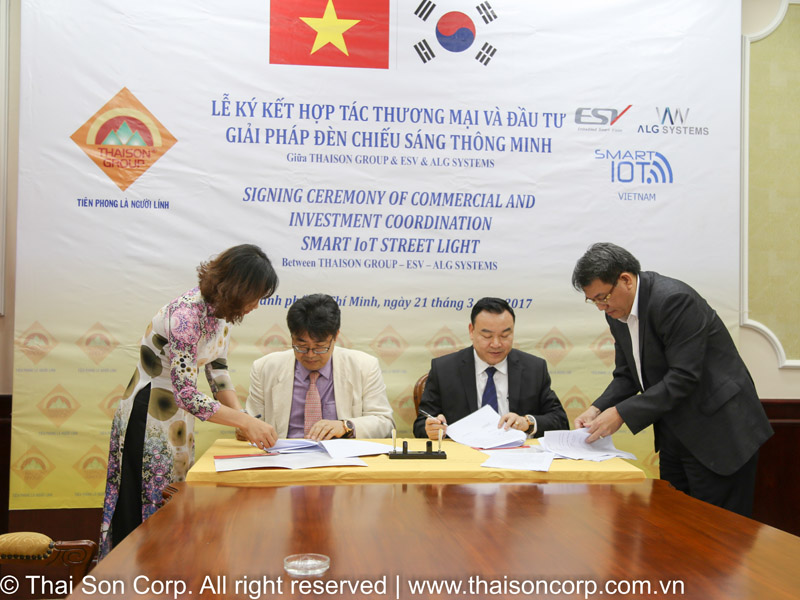 LỄ KÝ KẾT HỢP TÁC THƯƠNG MẠI VÀ ĐẦU TƯ
GIẢI PHÁP ĐÈN CHIẾU SÁNG THÔNG MINH
Giữa THAISON GROUP & ESV & ALG SYSTEMS
THAISON
GROUP
TIÊN PHONG LÀ NGƯỜI LÍNH
ESV
ALG SYSTEMS
SMART
IOT
VIETNAM
SIGNING CEREMONY OF COMMERCIAL AND
INVESTMENT COORDINATION
SMART IoT STREET LIGHT
Between THAISON GROUP – ESV – ALG SYSTEMS
Chí Minh, ngày 21 tháng 3 2017
© Thai Son Corp. All right reserved | www.thaisoncorp.com.vn